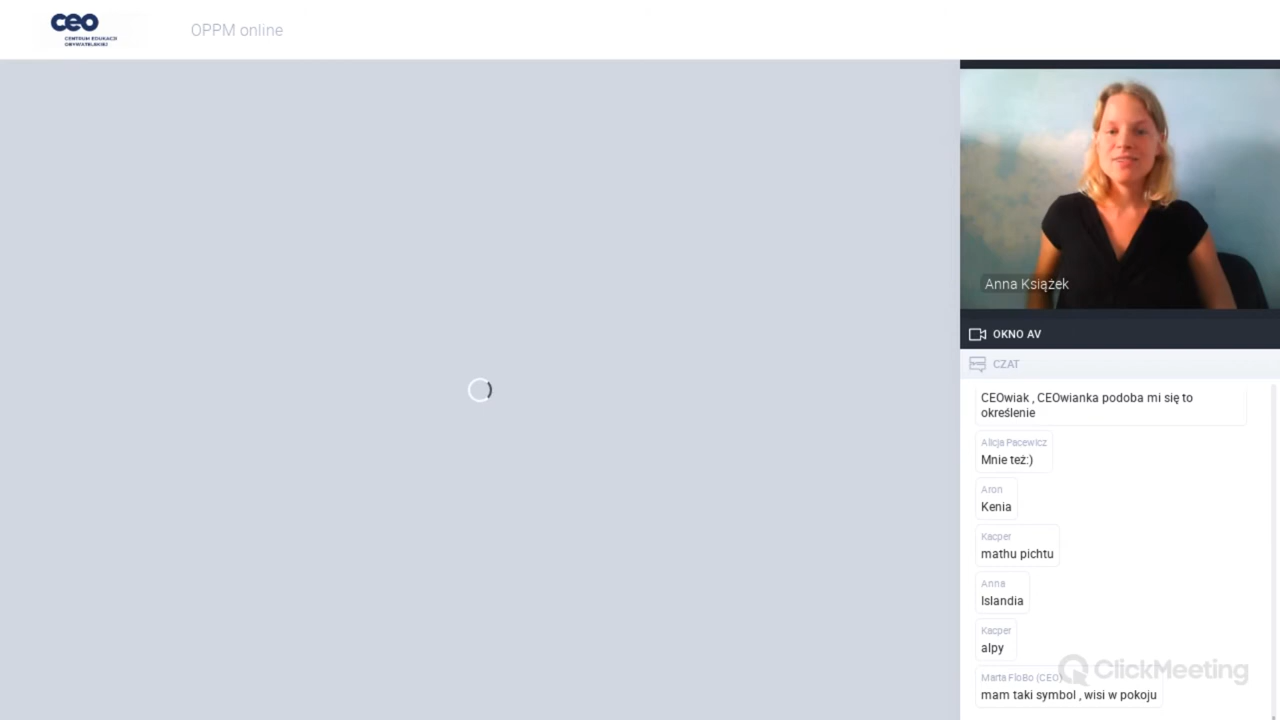 ceo
CENTRUM EDUKACJI
OBYWATELSKIEJ
OPPM online
Anna Książek
OKNO AV
CZAT
CEOwiak , CEOwianka podoba mi się to
określenie
Alicja Pacewicz
Mnie też:)
Aron
Kenia
Kacper
mathu pichtu
Anna
Islandia
Kacper
alpy
Marta FloBo (CEO)
mam taki symbol , wisi w pokoju
ClickMeeting